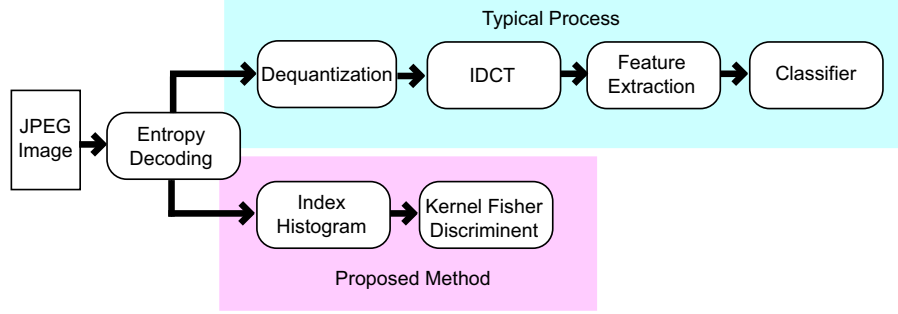 Typical Process
Dequantization
IDCT
Feature
Extraction
Classifier
JPEG
Image
Entropy
Decoding
Index
Histogram
Kernel Fisher
Discriminent
Proposed Method